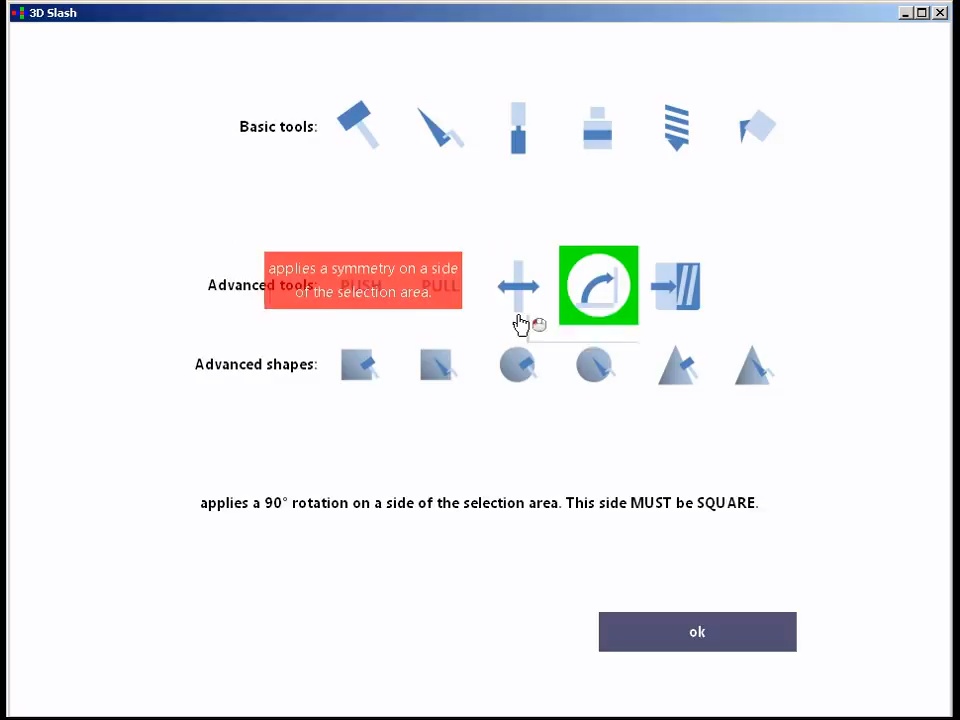 3D Slash
Basic tools:
applies a symmetry on a side
of the selection area.
Advanced tools:
PUSH
PULL
Advanced shapes:
applies a 90° rotation on a side of the selection area. This side MUST be SQUARE.
ok